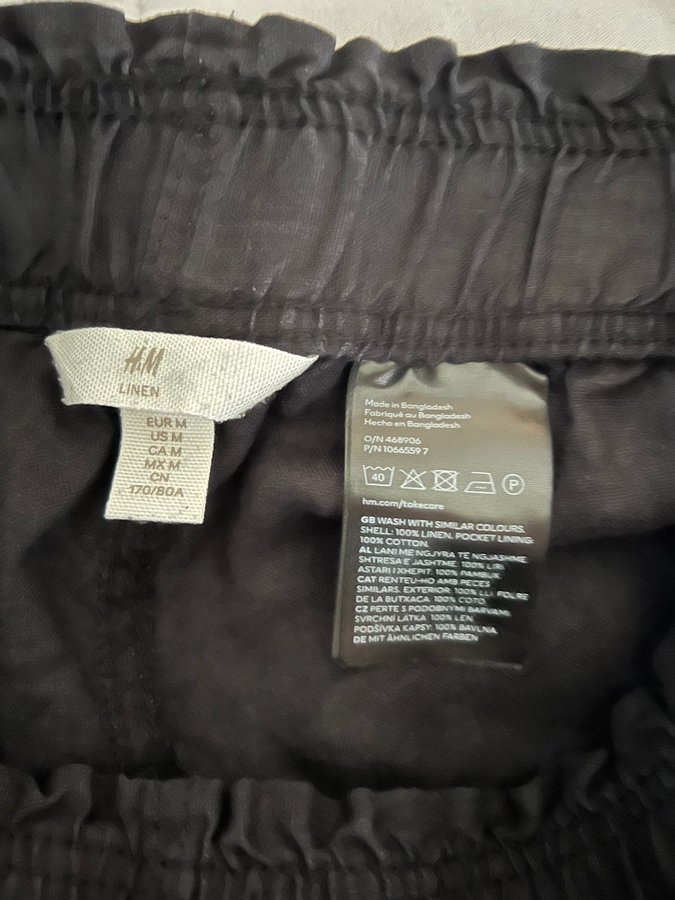 H&M
LINEN
EUR M
US M
CA M
MX M
CN
170/80A
Made in Bangladesh
Fabriqué au Bangladesh
Hecho en Bangladesh
O/N 468906
P/N 1066559 7
40
P
hm.com/takecare
GB WASH WITH SIMILAR COLOURS.
SHELL: 100% LINEN. POCKET LINING:
100% COTTON.
AL LANI ME NGJYRA TË NGJASHME.
SHTRESA E JASHTME: 100% LIRI
ASTARI I XHEPIT: 100% PAMBUK
CAT RENTEU-HO AMB PECES
SIMILARS. EXTERIOR: 100% LLI FOLRE
DE LA BUTXACA: 100% COTÓ
CZ PERTE S PODOBNÝMI BARVAMI.
SVRCHNÍ LÁTKA: 100% LEN.
PODŠÍVKA KAPSY: 100% BAVLNA
DE MIT ÄHNLICHEN FARBEN